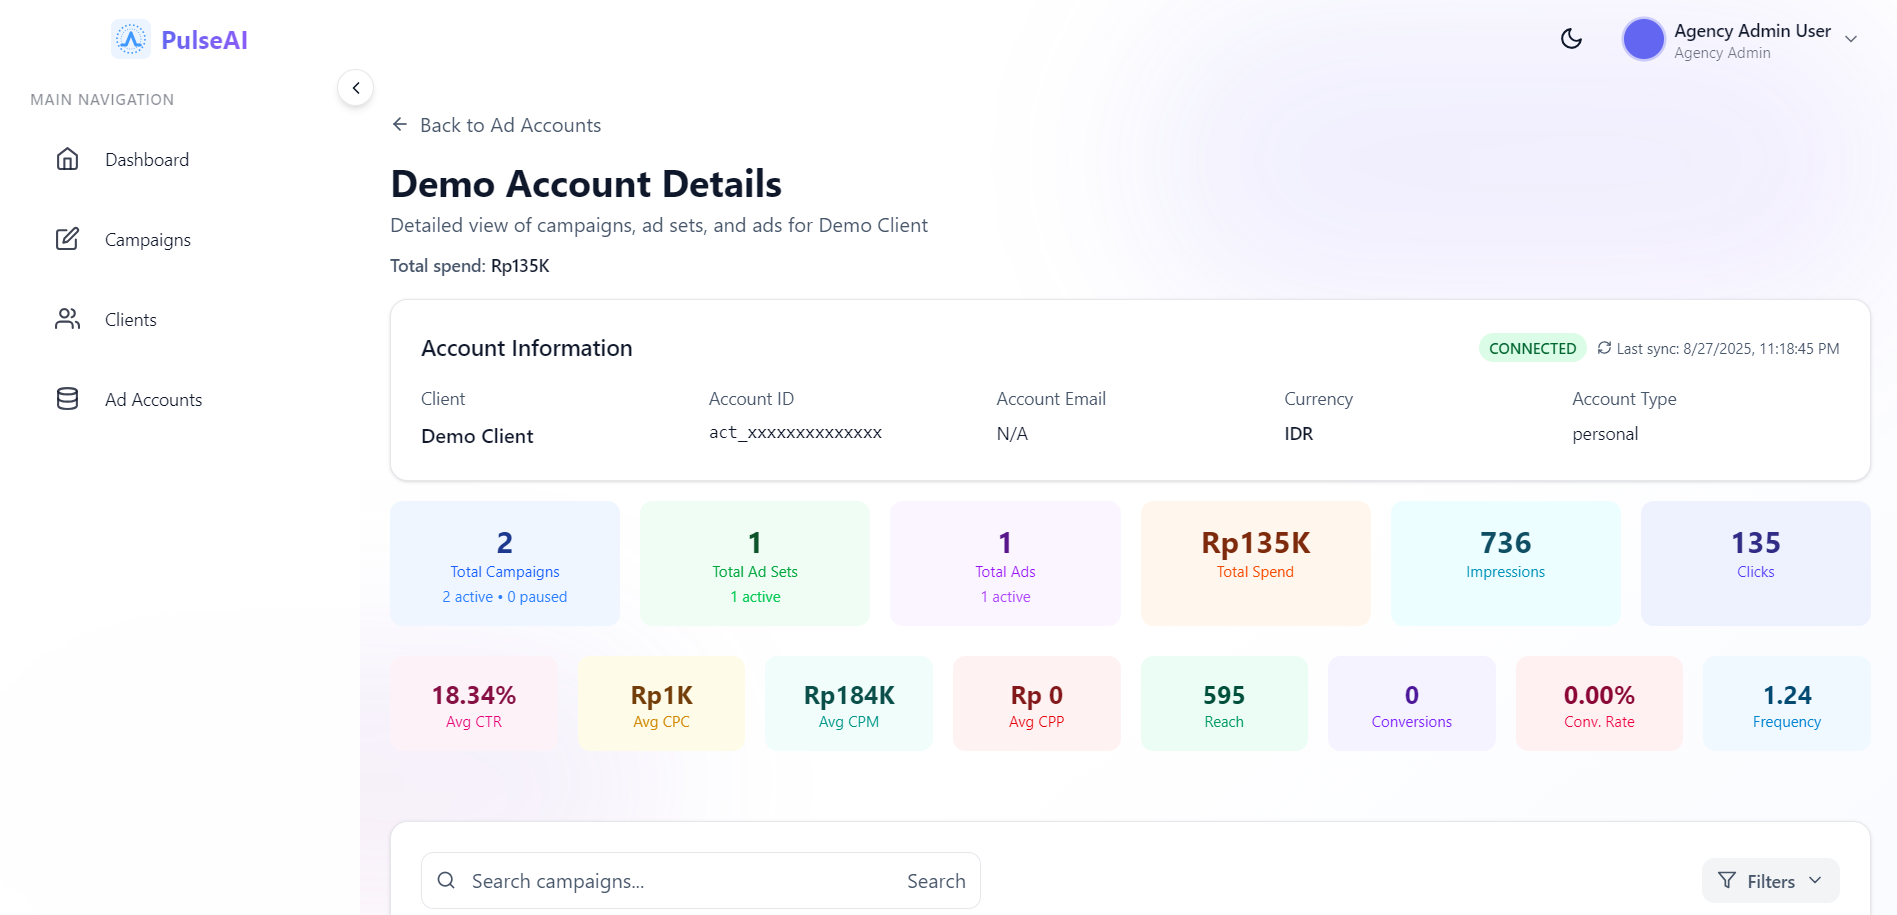 PulseAI
Agency Admin User
Agency Admin
MAIN NAVIGATION
Dashboard
Campaigns
Clients
Ad Accounts
Back to Ad Accounts
Demo Account Details
Detailed view of campaigns, ad sets, and ads for Demo Client
Total spend: Rp135K
Account Information
CONNECTED
Last sync: 8/27/2025, 11:18:45 PM
Client
Demo Client
Account ID
act_xxxxxxxxxxxxxx
Account Email
N/A
Currency
IDR
Account Type
personal
2
Total Campaigns
2 active • 0 paused
1
Total Ad Sets
1 active
1
Total Ads
1 active
Rp135K
Total Spend
736
Impressions
135
Clicks
18.34%
Avg CTR
Rp1K
Avg CPC
Rp184K
Avg CPM
Rp 0
Avg CPP
595
Reach
0
Conversions
0.00%
Conv. Rate
1.24
Frequency
Search campaigns...
Search
Filters